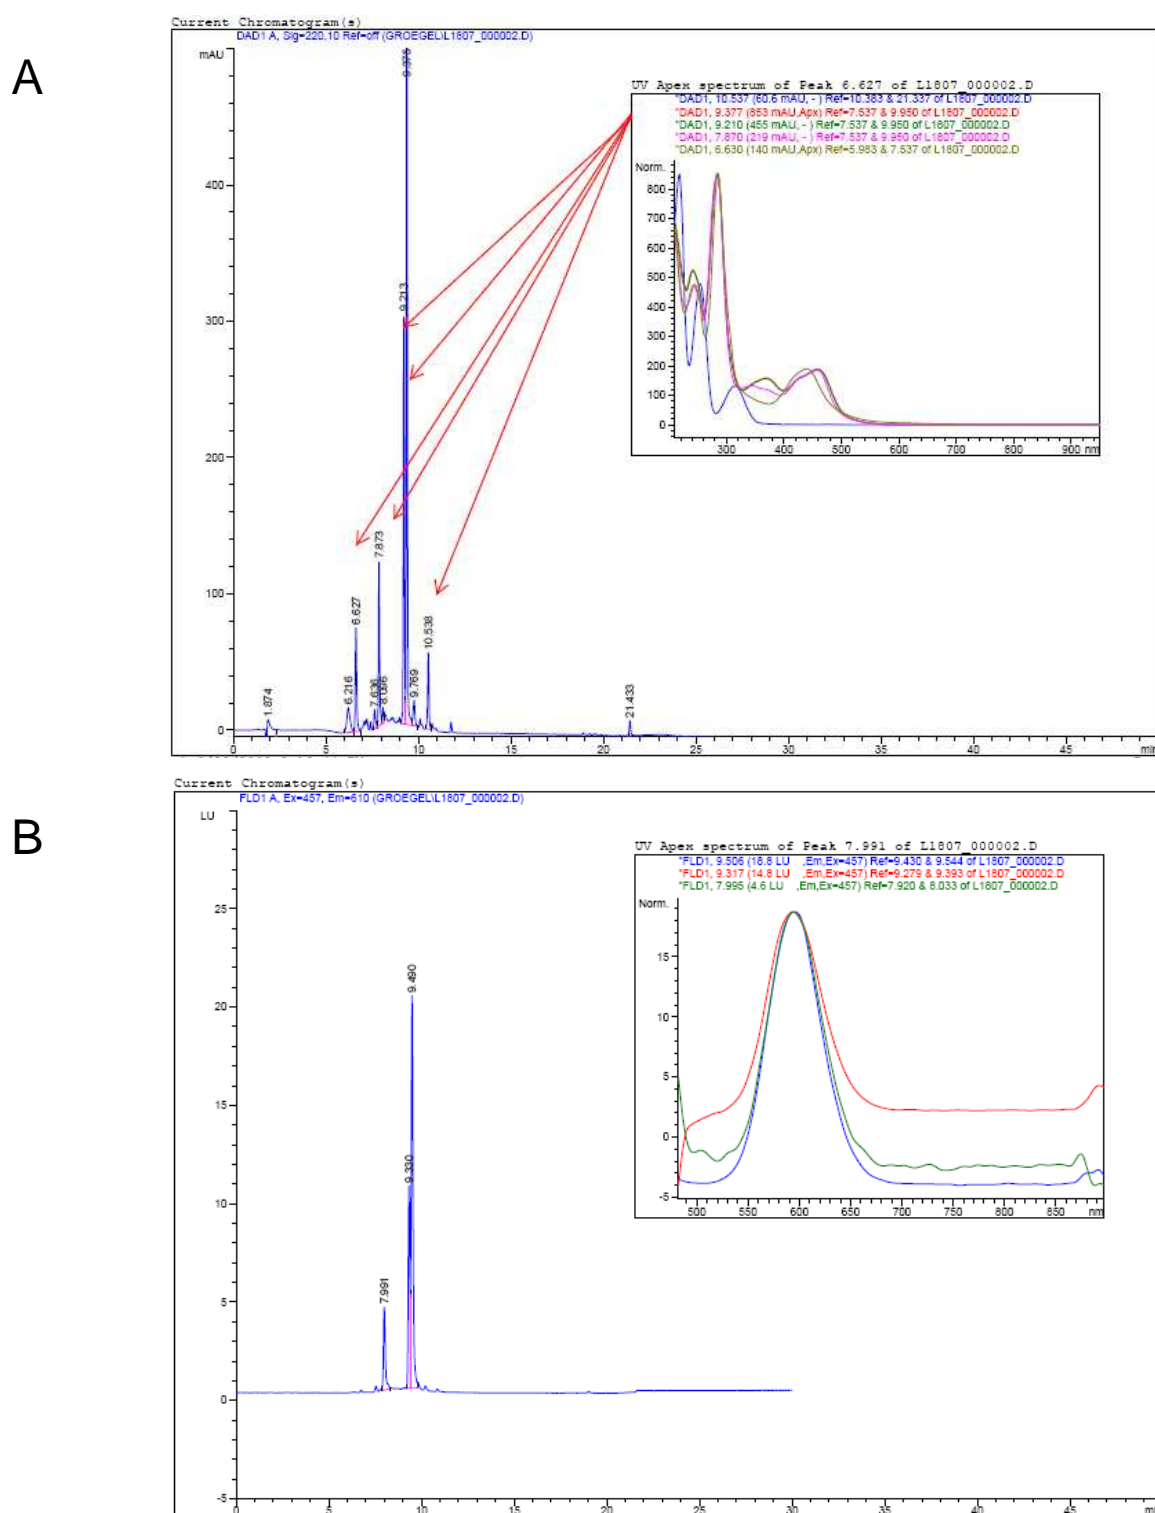 A
Current Chromatogram(s)
DAD1 A, Sig=220,10 Ref=off (GROEGEL\L1807_000002.D)
mAU
400
300
200
100
0
9.376
9.213
6.627
7.873
1.874
6.216
7.636
8.096
9.769
10.538
21.433
0 5 10 15 20 25 30 35 40 45 min
UV Apex spectrum of Peak 6.627 of L1807_000002.D
*DAD1, 10.537 (60.6 mAU, - ) Ref=10.383 & 21.337 of L1807_000002.D
*DAD1, 9.377 (853 mAU,Apx) Ref=7.537 & 9.950 of L1807_000002.D
*DAD1, 9.210 (455 mAU, - ) Ref=7.537 & 9.950 of L1807_000002.D
*DAD1, 7.870 (219 mAU, - ) Ref=7.537 & 9.950 of L1807_000002.D
*DAD1, 6.630 (140 mAU,Apx) Ref=5.983 & 7.537 of L1807_000002.D
Norm.
800
700
600
500
400
300
200
100
0
300 400 500 600 700 800 900 nm
B
Current Chromatogram(s)
FLD1 A, Ex=457, Em=610 (GROEGEL\L1807_000002.D)
LU
25
20
15
10
5
0
-5
7.991
9.330
9.490
0 5 10 15 20 25 30 35 40 45 mi
UV Apex spectrum of Peak 7.991 of L1807_000002.D
*FLD1, 9.506 (18.8 LU ,Em,Ex=457) Ref=9.430 & 9.544 of L1807_000002.D
*FLD1, 9.317 (14.8 LU ,Em,Ex=457) Ref=9.279 & 9.393 of L1807_000002.D
*FLD1, 7.995 (4.6 LU ,Em,Ex=457) Ref=7.920 & 8.033 of L1807_000002.D
Norm.
15
10
5
0
-5
500 550 600 650 700 750 800 850 nm